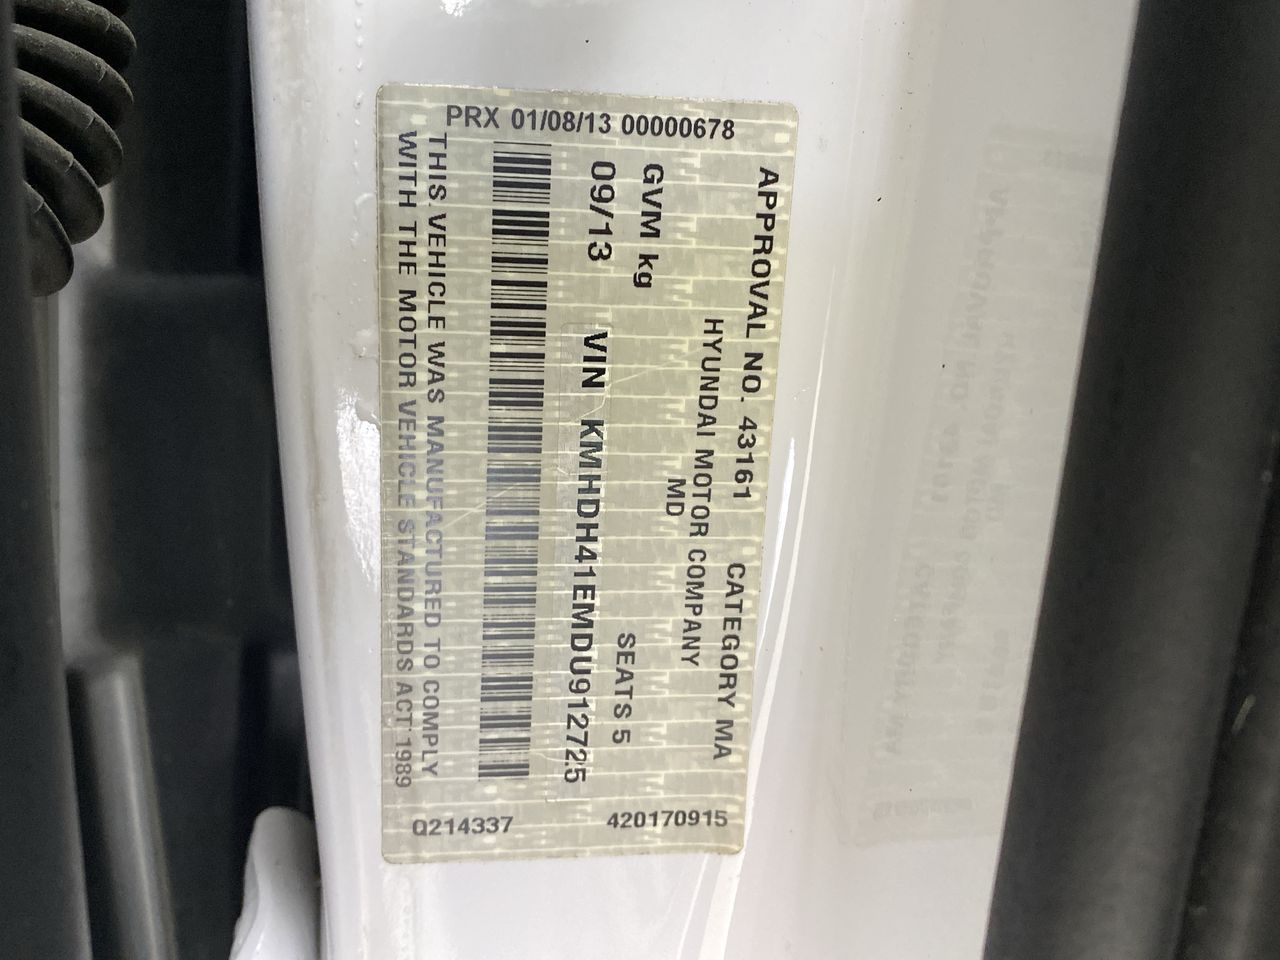 PRX 01/08/13 00000678
APPROVAL NO. 43161 CATEGORY MA
HYUNDAI MOTOR COMPANY
MD
GVM kg SEATS 5
09/13 VIN KMHDH41EMDU912725
THIS VEHICLE WAS MANUFACTURED TO COMPLY
WITH THE MOTOR VEHICLE STANDARDS ACT 1989
420170915
Q214337